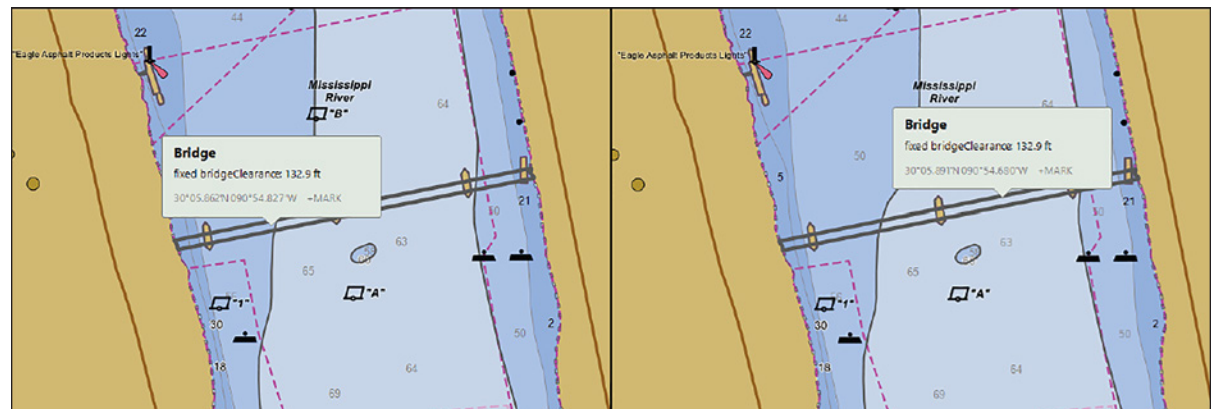 44
22
"Eagle Asphalt Products Lights"
Mississippi
River
"B"
64
Bridge
fixed bridgeClearance: 132.9 ft
30°05.862'N 090°54.827'W +MARK
50
21
63
65
"A"
"1"
30
2
50
18
64
69
44
22
"Eagle Asphalt Products Lights"
Mississippi
River
64
Bridge
fixed bridgeClearance: 132.9 ft
30°05.891'N 090°54.680'W +MARK
50
5
50
21
63
65
"A"
"1"
30
2
50
18
64
69